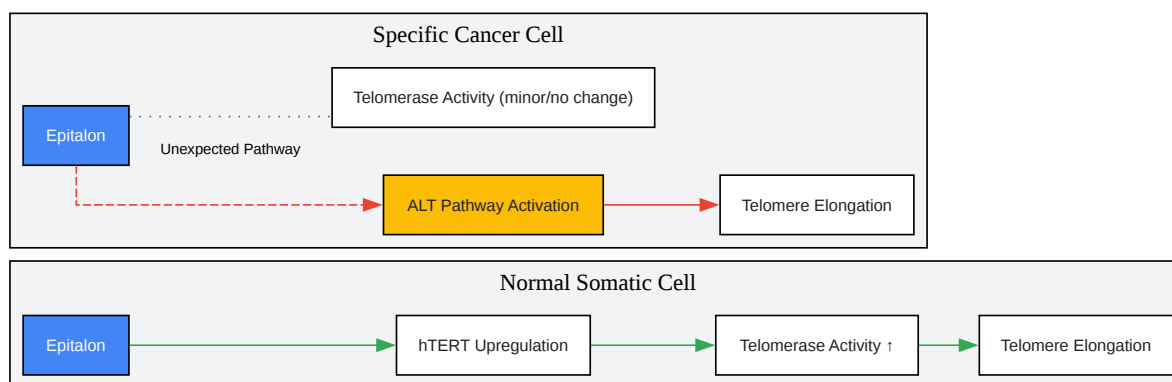 Specific Cancer Cell
Telomerase Activity (minor/no change)
Epitalon
Unexpected Pathway
ALT Pathway Activation
Telomere Elongation
Normal Somatic Cell
Epitalon
hTERT Upregulation
Telomerase Activity ↑
Telomere Elongation